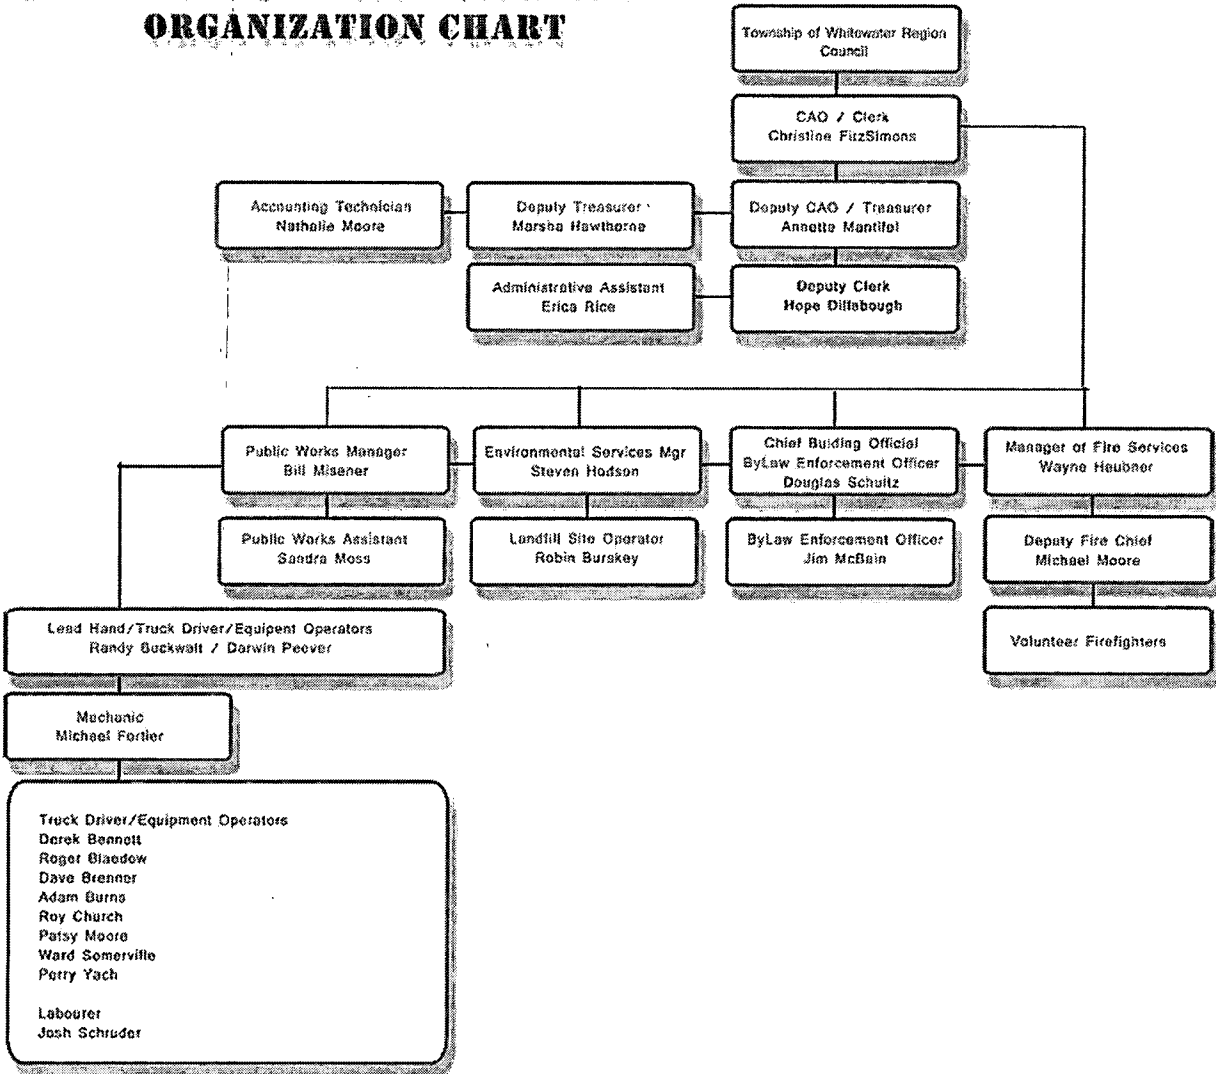 ORGANIZATION CHART
Township of Whitewater Region
Council
CAO / Clerk
Christine FitzSimons
Accounting Technician
Nathalie Moore
Deputy Treasurer
Marsha Hawthorne
Deputy CAO / Treasurer
Annette Mantifel
Administrative Assistant
Erica Rice
Deputy Clerk
Hope Dillabough
Public Works Manager
Bill Misener
Environmental Services Mgr
Steven Hodson
Chief Buiding Official
ByLaw Enforcement Officer
Douglas Schultz
Manager of Fire Services
Wayne Heubner
Public Works Assistant
Sandra Moss
Landfill Site Operator
Robin Burskey
ByLaw Enforcement Officer
Jim McBain
Deputy Fire Chief
Michael Moore
Lead Hand/Truck Driver/Equipent Operators
Randy Buckwalt / Darwin Peever
Volunteer Firefighters
Mechanic
Michael Fortier
Truck Driver/Equipment Operators
Derek Bennett
Roger Blaedow
Dave Brenner
Adam Burns
Roy Church
Patsy Moore
Ward Somerville
Perry Yach
Labourer
Josh Schruder